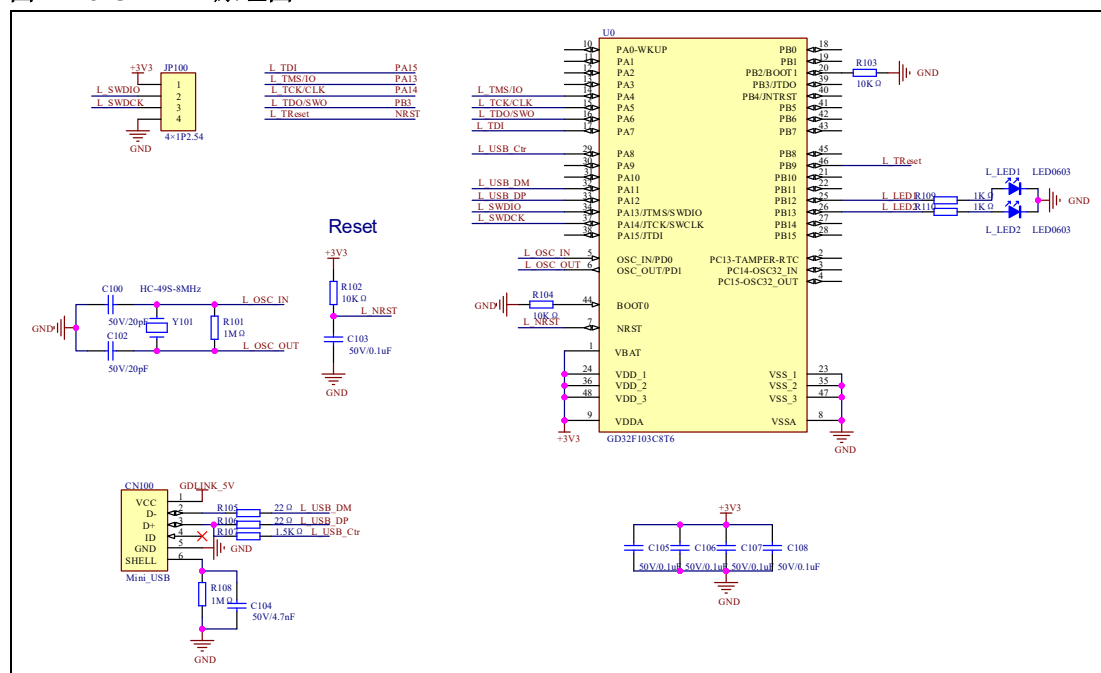 JP100
+3V3
1
L_SWDIO
2
L_SWDCK
3
4
GND
4×1P2.54
L_TDI PA15
L_TMS/IO PA13
L_TCK/CLK PA14
L_TDO/SWO PB3
L_TReset NRST
U0
10 PA0-WKUP PB0 18
11 PA1 PB1 19
12 PA2 PB2/BOOT1 20
13 PA3 PB3/JTDO 39
L_TMS/IO 14 PA4 PB4/JNTRST 40
L_TCK/CLK 15 PA5 PB5 41
L_TDO/SWO 16 PA6 PB6 42
L_TDI 17 PA7 PB7 43
L_USB_Ctr 29 PA8 PB8 45
30 PA9 PB9 46 L_TReset
31 PA10 PB10 21
L_USB_DM 32 PA11 PB11 22
L_USB_DP 33 PA12 PB12 25 L_LED1 R109 1KΩ
L_SWDIO 34 PA13/JTMS/SWDIO PB13 26 L_LED2 R110 1KΩ
L_SWDCK 37 PA14/JTCK/SWCLK PB14 27
38 PA15/JTDI PB15 28
L_OSC_IN 5 OSC_IN/PD0 PC13-TAMPER-RTC 2
L_OSC_OUT 6 OSC_OUT/PD1 PC14-OSC32_IN 3
PC15-OSC32_OUT 4
GND R104 10KΩ 44 BOOT0
L_NRST 7 NRST
1 VBAT
24 VDD_1 VSS_1 23
36 VDD_2 VSS_2 35
48 VDD_3 VSS_3 47
9 VDDA VSSA 8
+3V3 GD32F103C8T6 GND
R103
10KΩ
GND
L_LED1 LED0603
GND
L_LED2 LED0603
Reset
+3V3
R102
10KΩ
L_NRST
C103
50V/0.1uF
GND
C100 HC-49S-8MHz
L_OSC_IN
50V/20pF
GND
Y101
R101
1MΩ
C102
L_OSC_OUT
50V/20pF
CN100 GDLINK_5V
VCC 1
D- 2 R105 22Ω L_USB_DM
D+ 3 R106 22Ω L_USB_DP
ID 4 R107 1.5KΩ L_USB_Ctr
GND 5 GND
SHELL 6
Mini_USB
R108
1MΩ
C104
50V/4.7nF
GND
+3V3
C105 C106 C107 C108
50V/0.1uF 50V/0.1uF 50V/0.1uF 50V/0.1uF
GND